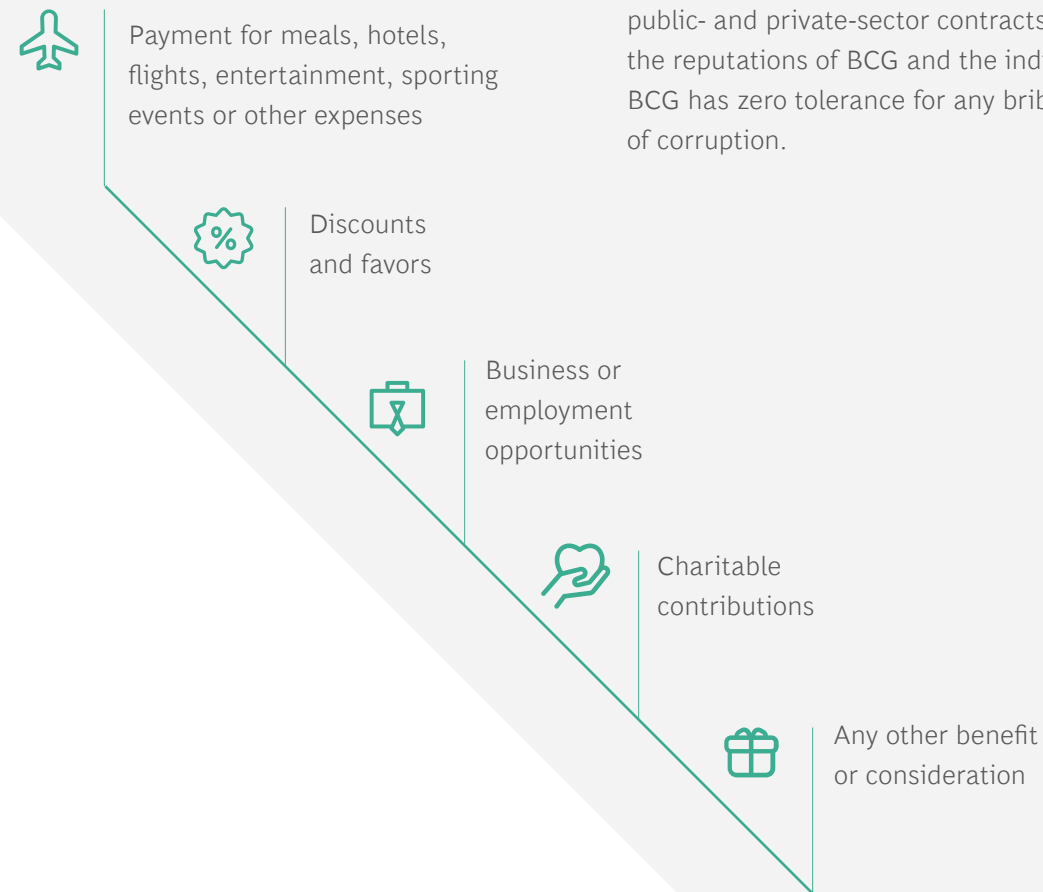 Payment for meals, hotels,
flights, entertainment, sporting
events or other expenses
public- and private-sector contracts
the reputations of BCG and the
BCG has zero tolerance for any
of corruption.
%
Discounts
and favors
Business or
employment
opportunities
Charitable
contributions
Any other benefit
or consideration